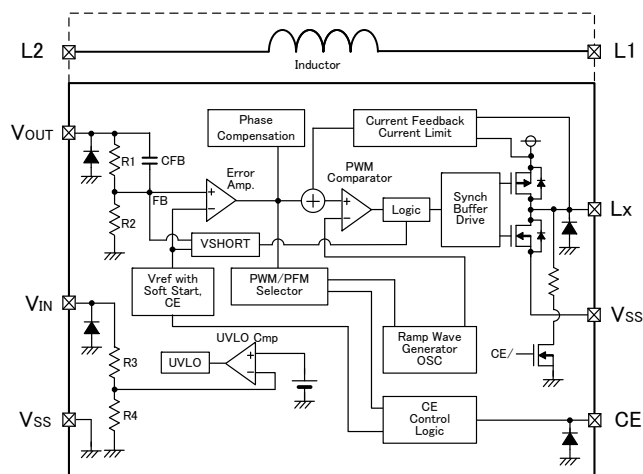 L2
L1
Inductor
Phase
Compensation
Current Feedback
Current Limit
VOUT
R1
CFB
Error
Amp.
PWM
Comparator
FB
Logic
Synch
Buffer
Drive
Lx
R2
VSHORT
VIN
Vref with
Soft Start,
CE
PWM/PFM
Selector
VSS
Ramp Wave
Generator
OSC
UVLO Cmp
UVLO
R3
CE/
R4
VSS
CE
Control
Logic
CE